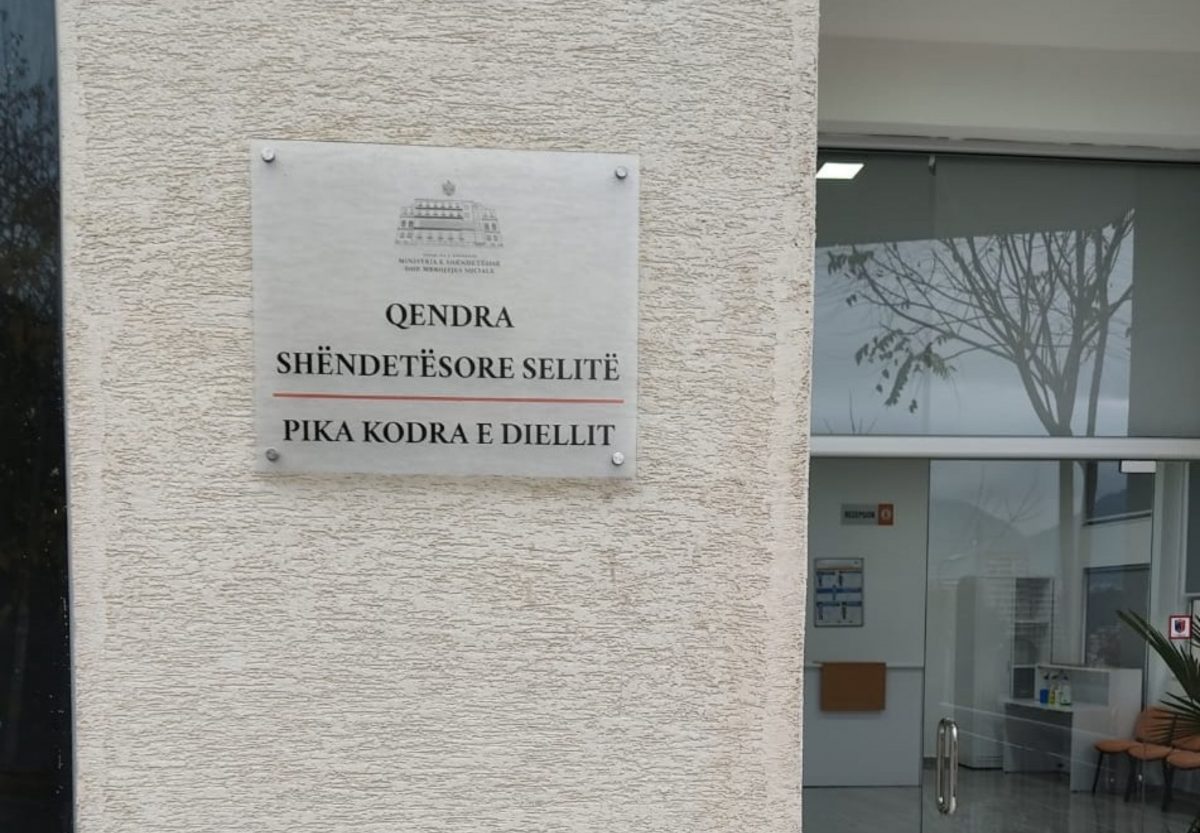 MINISTRIA E SHËNDETËSISË
DHE MBROJTJES SOCIALE
QENDRA
SHËNDETËSORE SELITË
PIKA KODRA E DIELLIT
RECEPSION